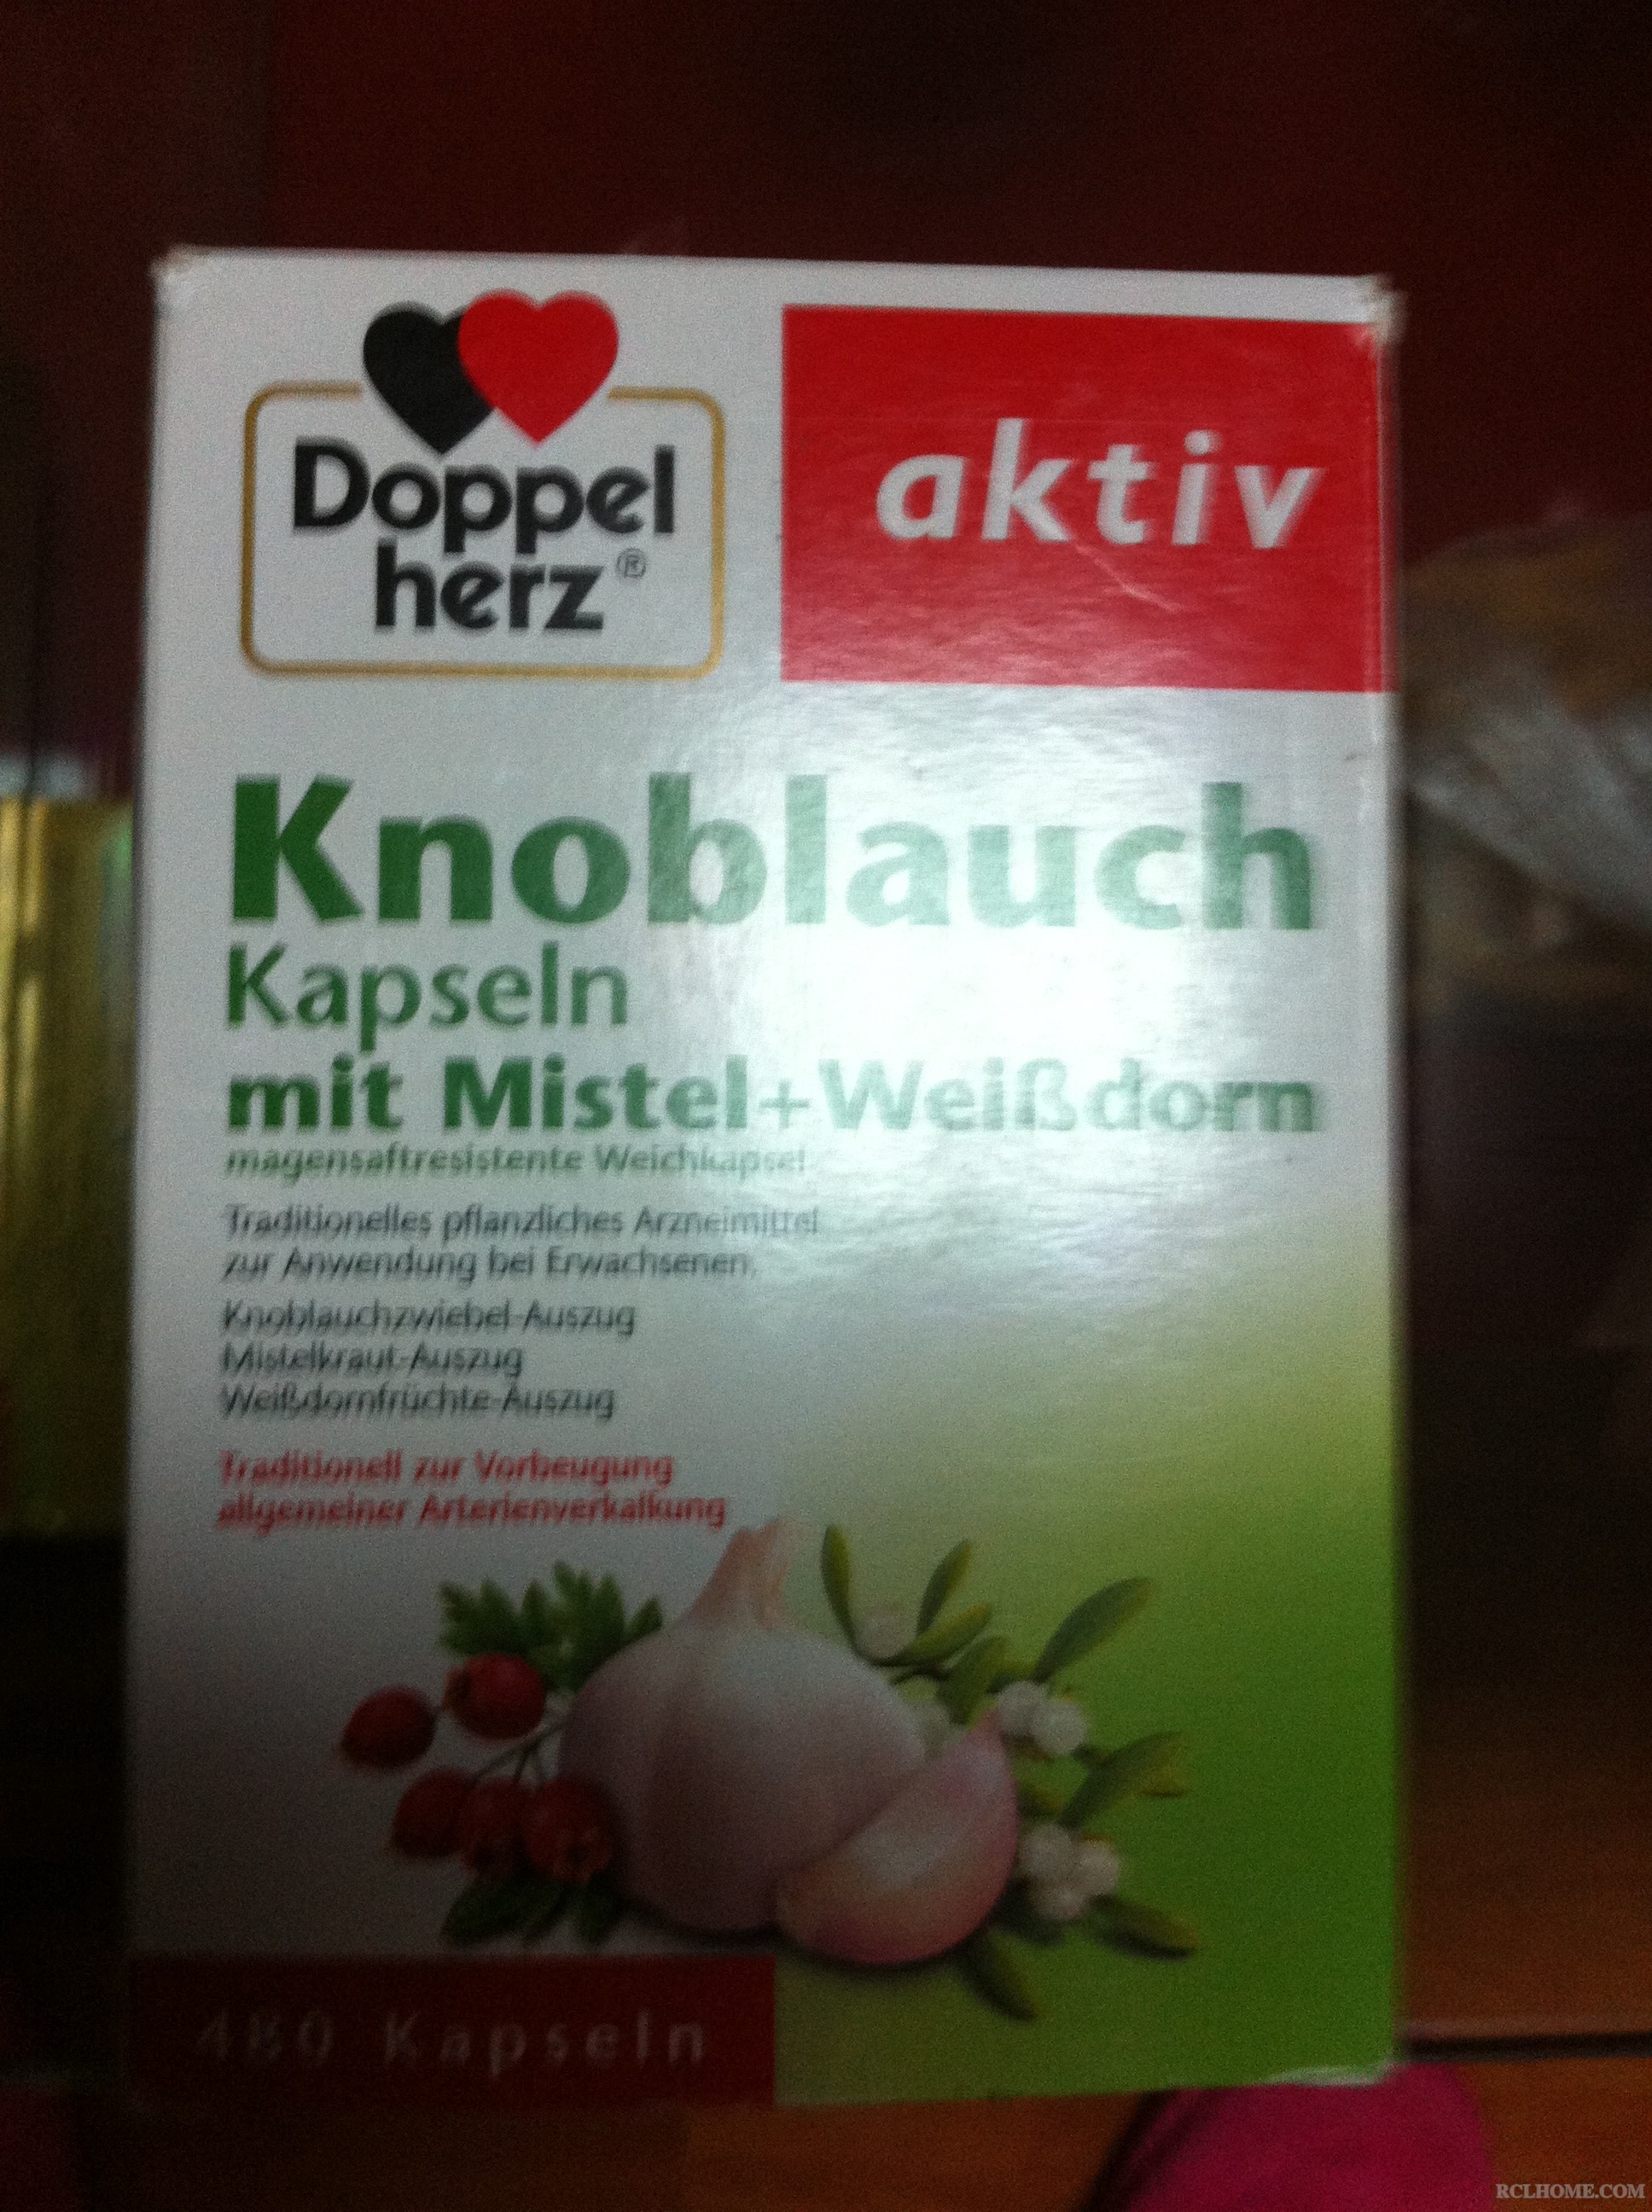 Doppel
herz®
aktiv
Knoblauch
Kapseln
mit Mistel+Weißdorn
magensaftresistente Weichkapsel
Traditionelles pflanzliches Arzneimittel
zur Anwendung bei Erwachsenen.
Knoblauchzwiebel-Auszug
Mistelkraut-Auszug
Weißdornfrüchte-Auszug
Traditionell zur Vorbeugung
allgemeiner Arterienverkalkung
480 Kapseln
RCLHOME.COM